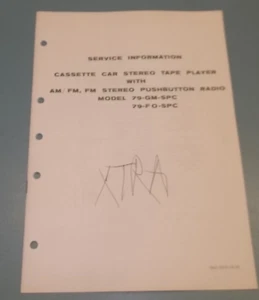 SERVICE INFORMATION
CASSETTE CAR STEREO TAPE PLAYER
WITH
AM/FM, FM STEREO PUSHBUTTON RADIO
MODEL 79-GM-SPC
79-FO-SPC
XTRA